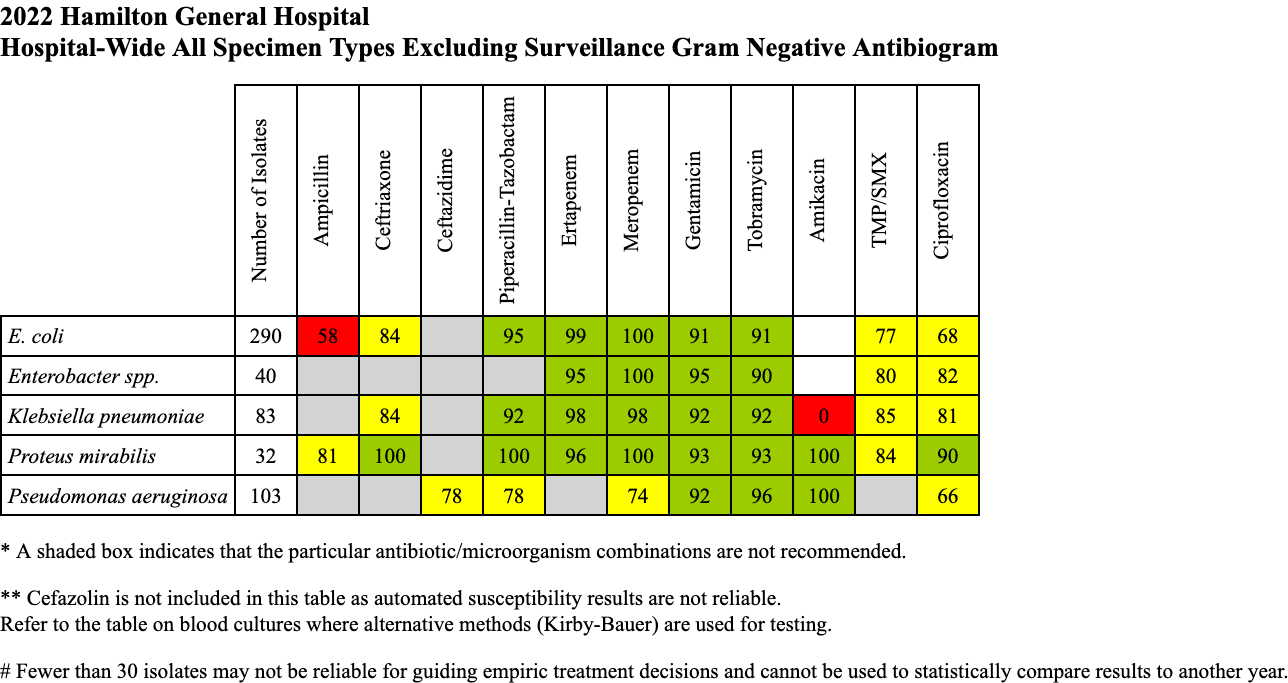 2022 Hamilton General Hospital
Hospital-Wide All Specimen Types Excluding Surveillance Gram Negative Antibiogram
Number of Isolates Ampicillin Ceftriaxone Ceftazidime Piperacillin-Tazobactam Ertapenem Meropenem Gentamicin Tobramycin Amikacin TMP/SMX Ciprofloxacin
E. coli 290 58 84 95 99 100 91 91 77 68
Enterobacter spp. 40 95 100 95 90 80 82
Klebsiella pneumoniae 83 84 92 98 98 92 92 0 85 81
Proteus mirabilis 32 81 100 100 96 100 93 93 100 84 90
Pseudomonas aeruginosa 103 78 78 74 92 96 100 66
* A shaded box indicates that the particular antibiotic/microorganism combinations are not recommended.
** Cefazolin is not included in this table as automated susceptibility results are not reliable.
Refer to the table on blood cultures where alternative methods (Kirby-Bauer) are used for testing.
# Fewer than 30 isolates may not be reliable for guiding empiric treatment decisions and cannot be used to statistically compare results to another year.